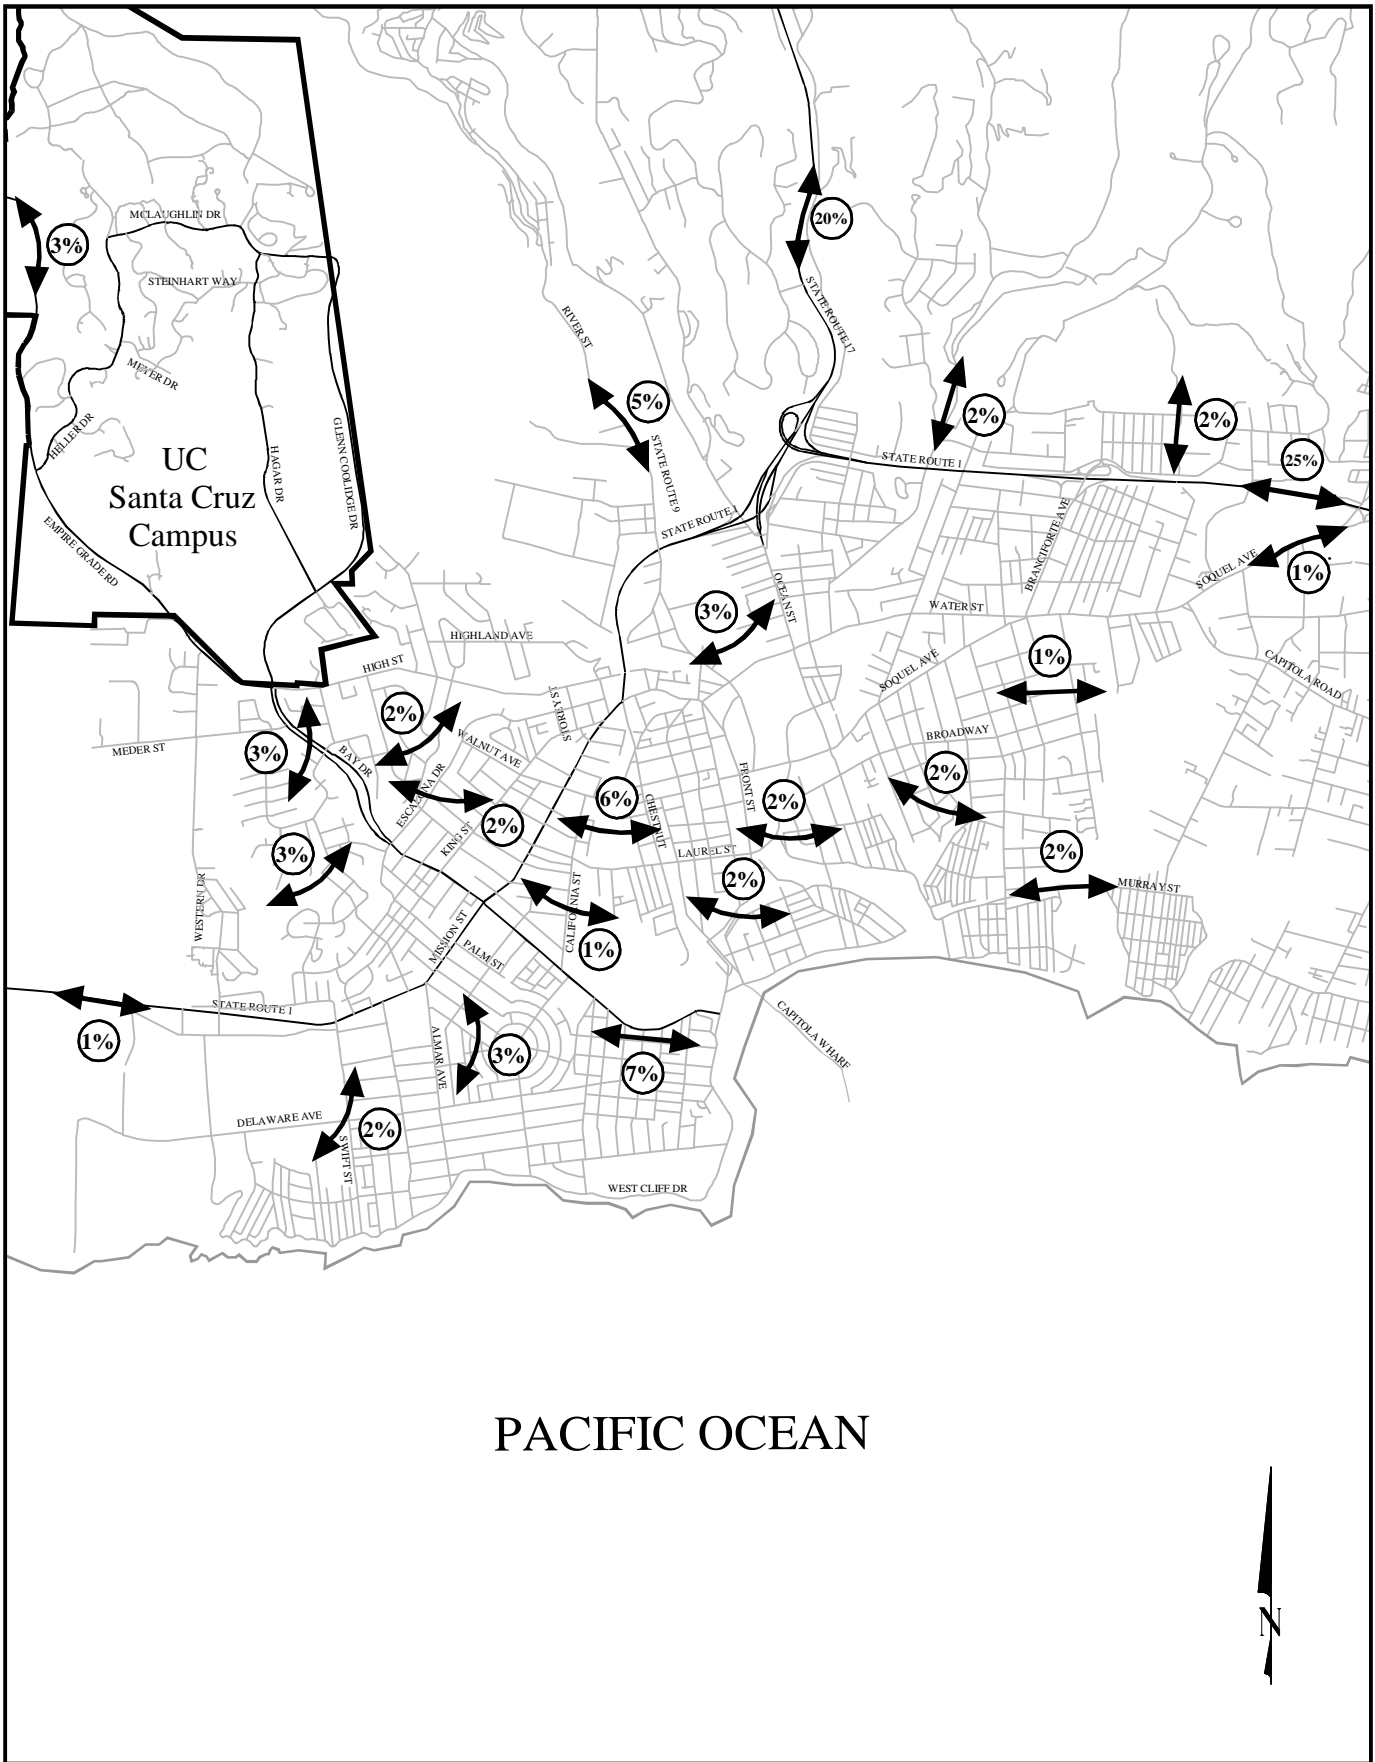 MCLAUGHLIN DR
3%
20%
STEINHART WAY
STATE ROUTE 17
RIVER ST
MEYER DR
5%
2%
2%
HELLER DR
GLENN COOLIDGE DR
HAGAR DR
STATE ROUTE 9
STATE ROUTE 1
25%
UC
Santa Cruz
Campus
STATE ROUTE 1
EMPIRE GRADE RD
BRANCIFORTE AVE
SOQUEL AVE
1%
OCEAN ST
3%
WATER ST
HIGHLAND AVE
HIGH ST
1%
SOQUEL AVE
CAPITOLA ROAD
2%
STOREY ST
MEDER ST
3%
BAY DR
WALNUT AVE
BROADWAY
ESCALONA DR
FRONT ST
2%
6%
CHESTNUT
2%
2%
KING ST
3%
LAUREL ST
2%
2%
MURRAY ST
WESTERN DR
CALIFORNIA ST
MISSION ST
PALM ST
1%
STATE ROUTE 1
CAPITOLA WHARF
1%
ALMAR AVE
3%
7%
DELAWARE AVE
2%
SWIFT ST
WEST CLIFF DR
PACIFIC OCEAN
N